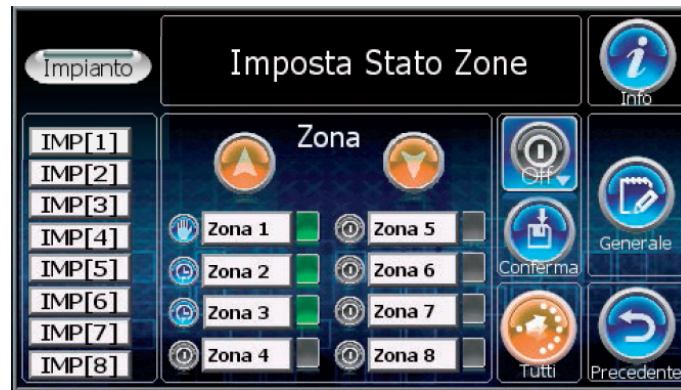 Impianto
Imposta Stato Zone
Info
IMP[1]
IMP[2]
IMP[3]
IMP[4]
IMP[5]
IMP[6]
IMP[7]
IMP[8]
Zona
Zona 1
Zona 2
Zona 3
Zona 4
Zona 5
Zona 6
Zona 7
Zona 8
Off
Conferma
Tutti
Generale
Precedente